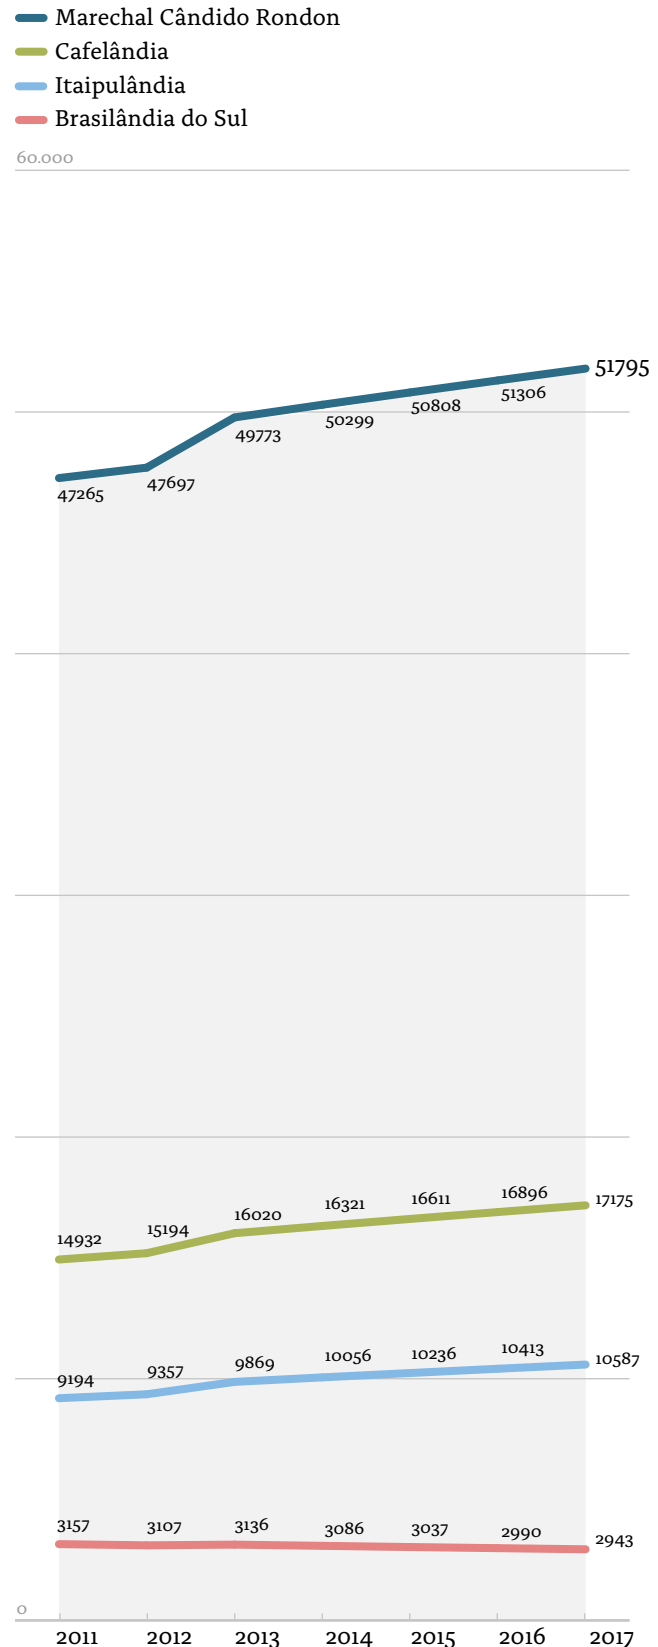 Marechal Cândido Rondon
Cafelândia
Itaipulândia
Brasilândia do Sul
60.000
47265 47697 49773 50299 50808 51306 51795
14932 15194 16020 16321 16611 16896 17175
9194 9357 9869 10056 10236 10413 10587
3157 3107 3136 3086 3037 2990 2943
0
2011 2012 2013 2014 2015 2016 2017